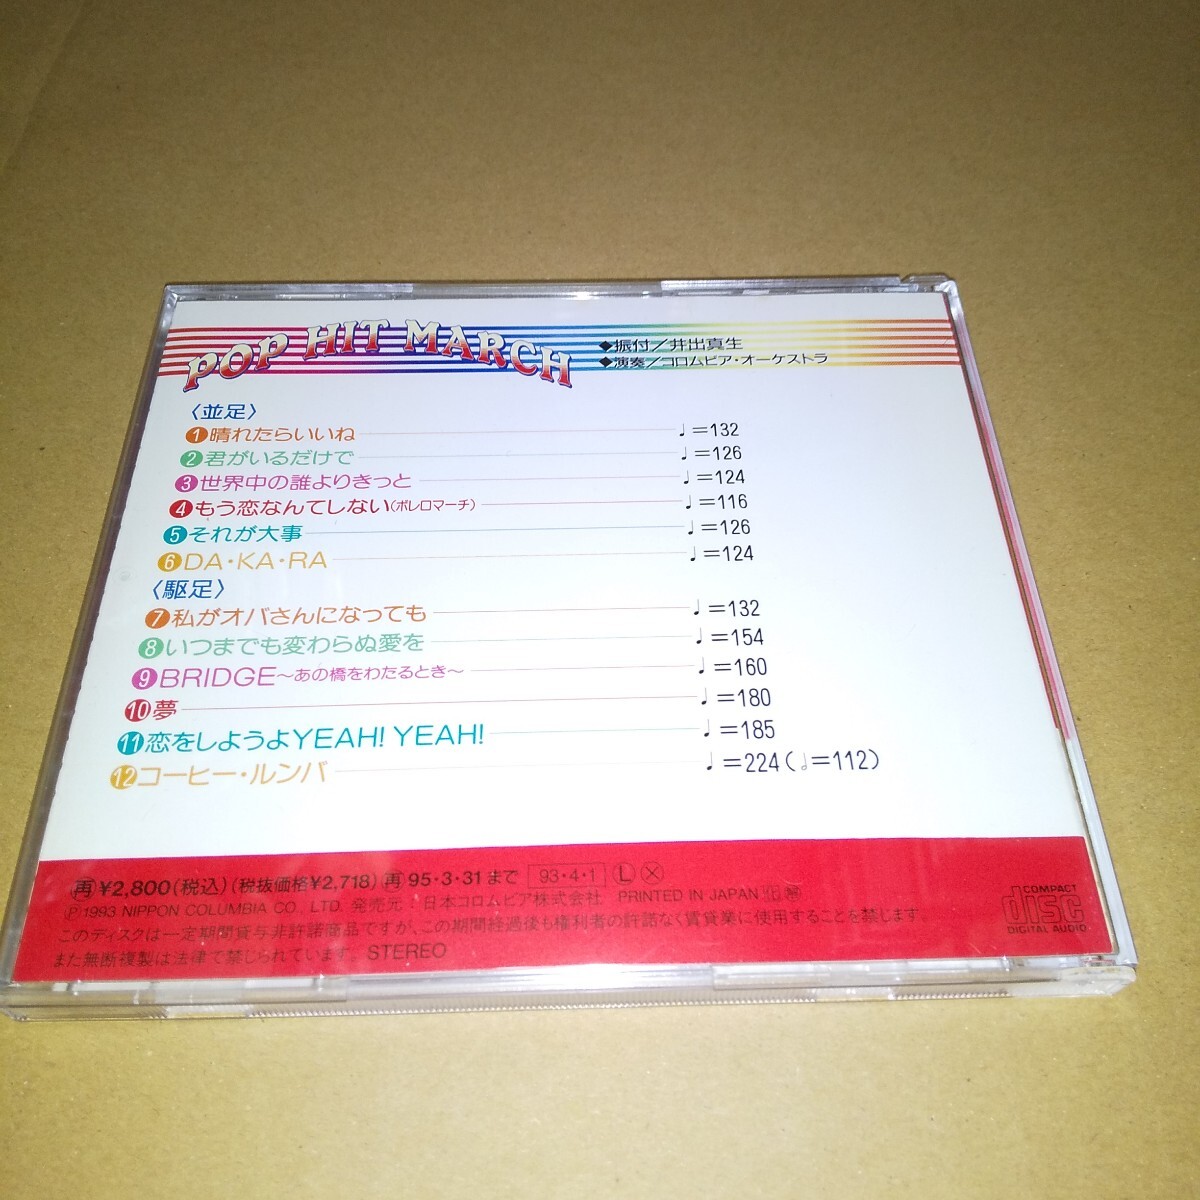 POP HIT MARCH
◆振付／井出真生
◆演奏／コロムビア・オーケストラ
〈並足〉
1 晴れたらいいね ♩＝132
2 君がいるだけで ♩＝126
3 世界中の誰よりきっと ♩＝124
4 もう恋なんてしない(ボレロマーチ) ♩＝116
5 それが大事 ♩＝126
6 DA・KA・RA ♩＝124
〈駆足〉
7 私がオバさんになっても ♩＝132
8 いつまでも変わらぬ愛を ♩＝154
9 BRIDGE～あの橋をわたるとき～ ♩＝160
10 夢 ♩＝180
11 恋をしようよYEAH! YEAH! ♩＝185
12 コーヒー・ルンバ ♩＝224(𝅗𝅥＝112)
再 ¥2,800(税込)(税抜価格¥2,718) 再 95・3・31 まで 93・4・1 Ⓛ Ⓧ
Ⓟ1993 NIPPON COLUMBIA CO., LTD. 発売元：日本コロムビア株式会社 PRINTED IN JAPAN
このディスクは一定期間貸与非許諾商品ですが、この期間経過後も権利者の許諾なく賃貸業に使用することを禁じます。
また無断複製は法律で禁じられています。STEREO
COMPACT
disc
DIGITAL AUDIO